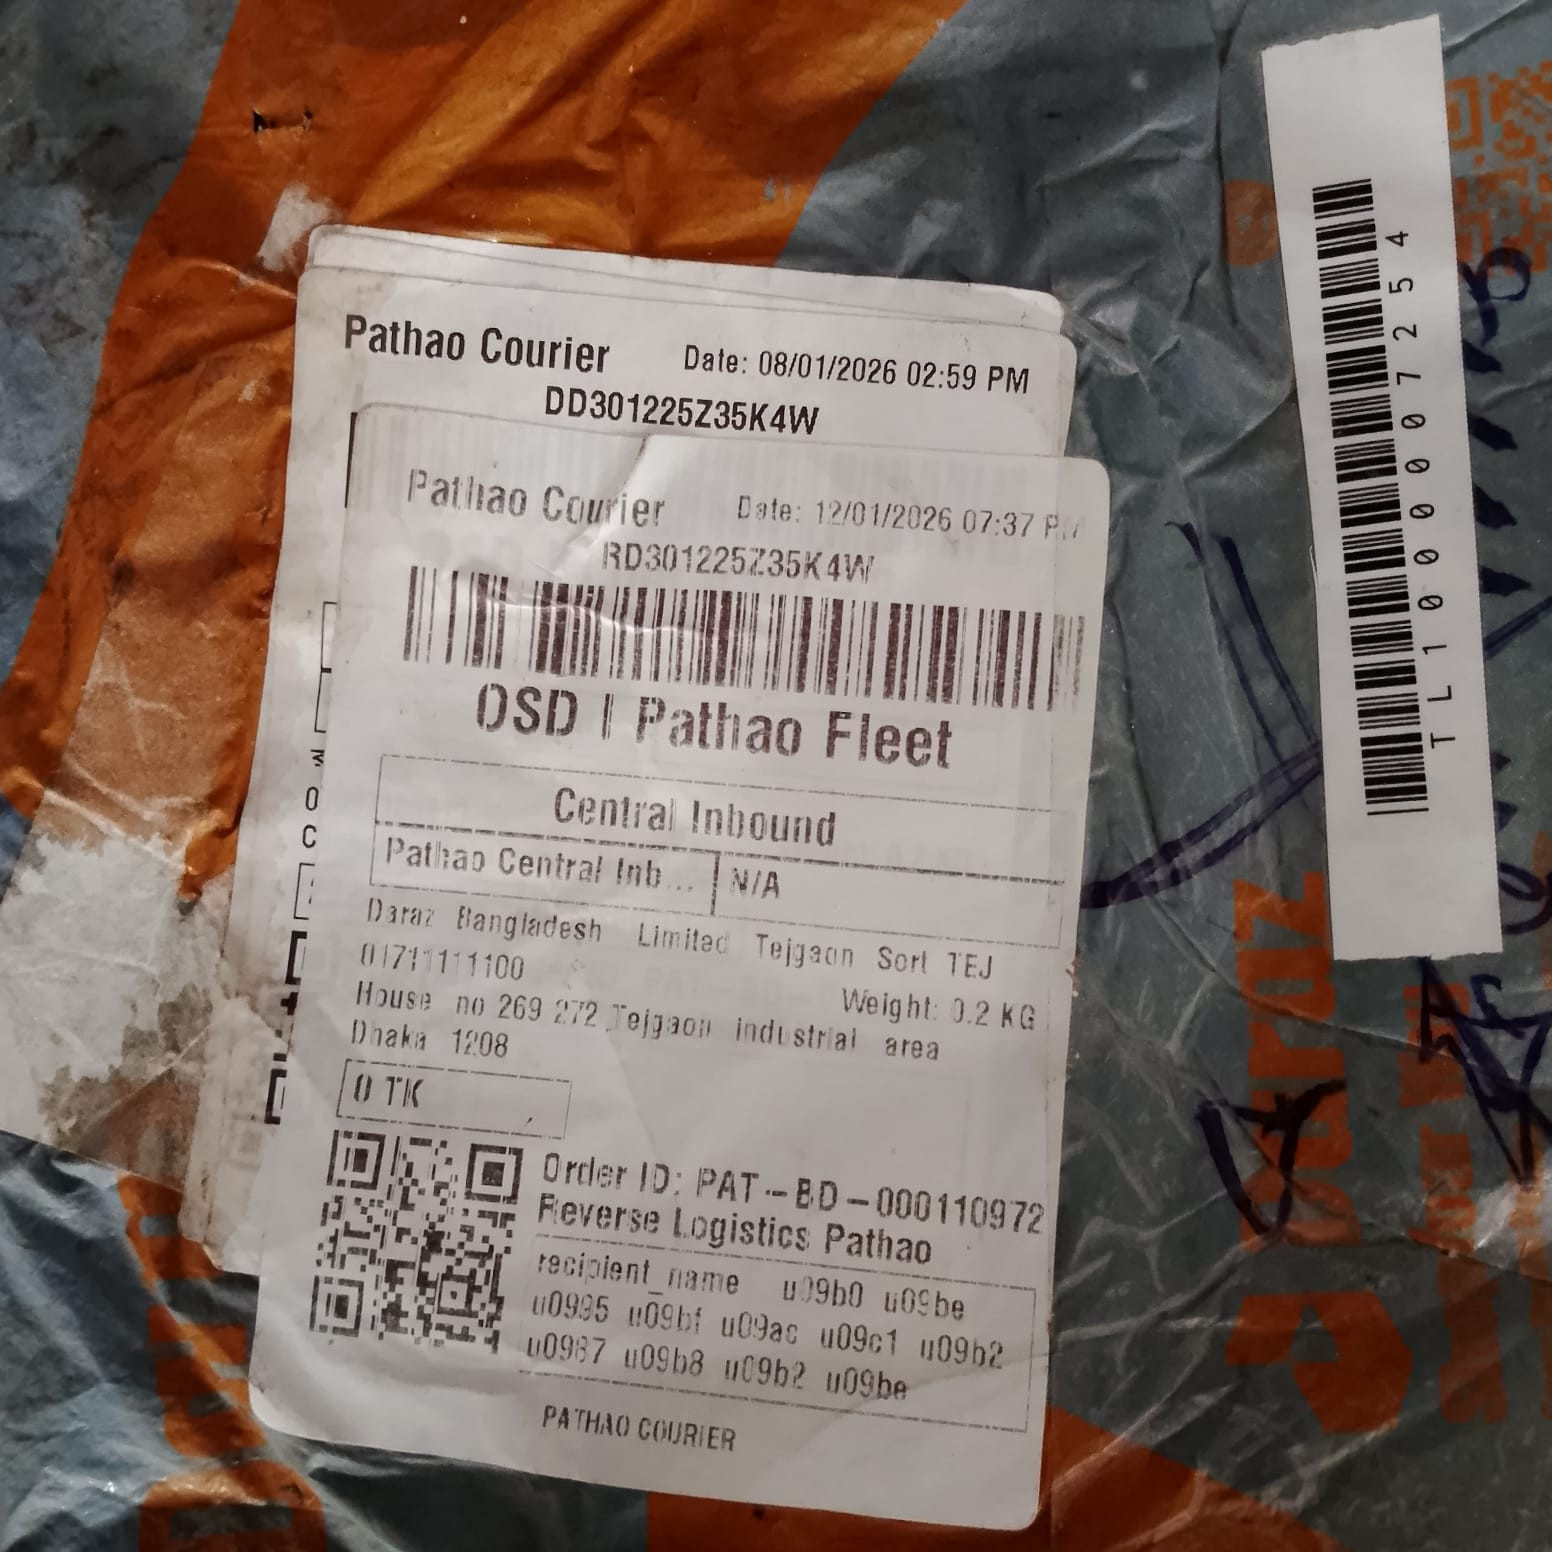 Pathao Courier Date: 08/01/2026 02:59 PM
DD301225Z35K4W
Pathao Courier Date: 12/01/2026 07:37 PM
RD301225Z35K4W
OSD | Pathao Fleet
Central Inbound
Pathao Central Inb... N/A
Daraz Bangladesh Limited Tejgaon Sort TEJ
01711111100
Weight: 0.2 KG
House no 269 272 Tejgaon industrial area
Dhaka 1208
0 TK
Order ID: PAT-BD-000110972
Reverse Logistics Pathao
recipient_name u09b0 u09be
u0995 u09bf u09ac u09c1 u09b2
u0987 u09b8 u09b2 u09be
PATHAO COURIER
TL1000007254
daraz